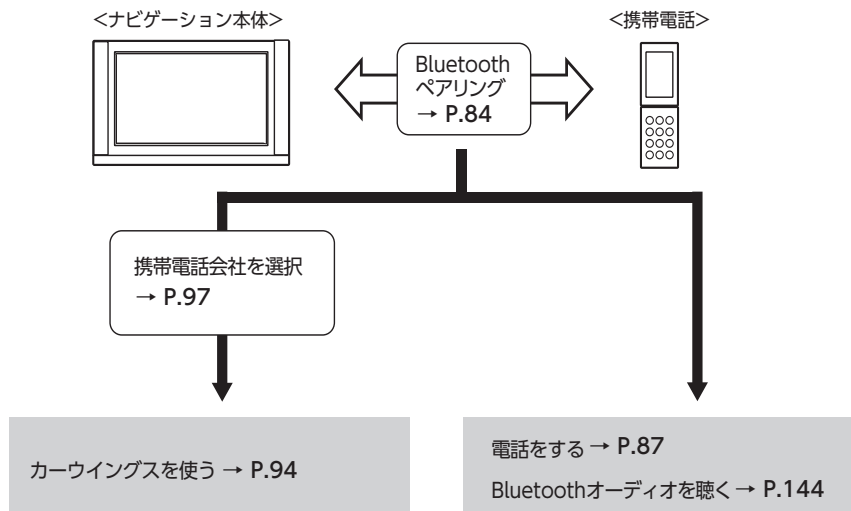 <ナビゲーション本体>
<携帯電話>
Bluetooth
ペアリング
→ P.84
携帯電話会社を選択
→ P.97
カーウイングスを使う → P.94
電話をする → P.87
Bluetoothオーディオを聴く → P.144